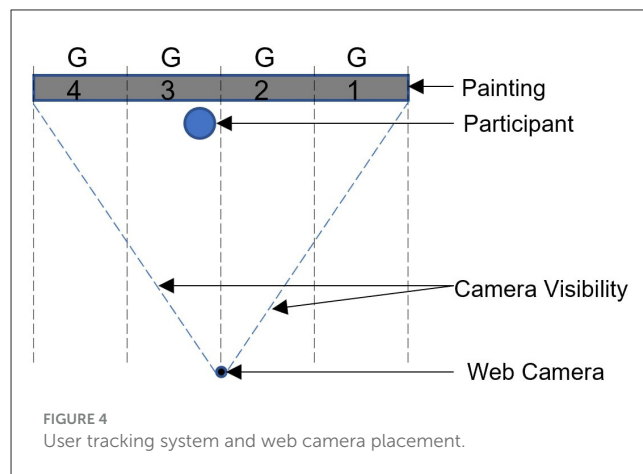 G G G G
4 3 2 1
Painting
Participant
Camera Visibility
Web Camera
FIGURE 4
User tracking system and web camera placement.